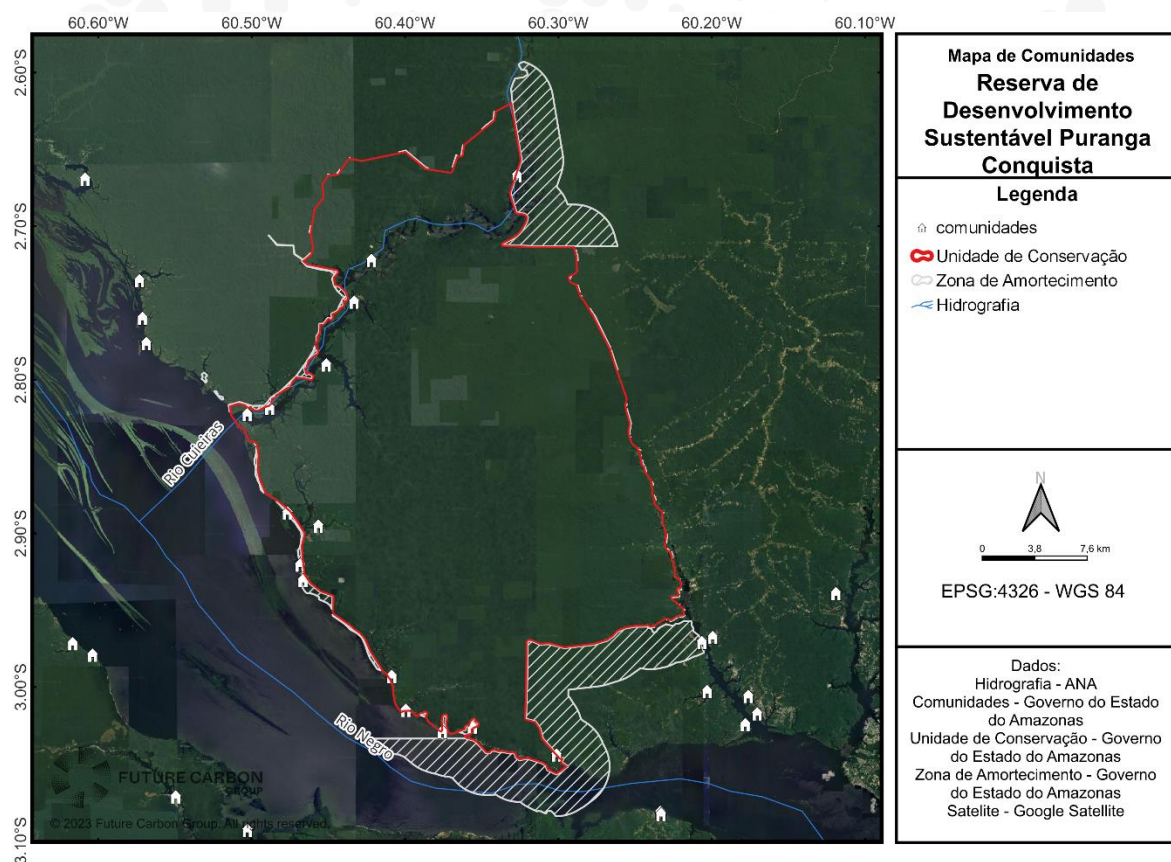 60.60°W 60.50°W 60.40°W 60.30°W 60.20°W 60.10°W
2.60°S
2.70°S
2.80°S
2.90°S
3.00°S
3.10°S
Rio Cuieiras
Rio Negro
FUTURE CARBON
GROUP
© 2023 Future Carbon Group. All rights reserved.
Mapa de Comunidades
Reserva de
Desenvolvimento
Sustentável Puranga
Conquista
Legenda
comunidades
Unidade de Conservação
Zona de Amortecimento
Hidrografia
N
0 3,8 7,6 km
EPSG:4326 - WGS 84
Dados:
Hidrografia - ANA
Comunidades - Governo do Estado
do Amazonas
Unidade de Conservação - Governo
do Estado do Amazonas
Zona de Amortecimento - Governo
do Estado do Amazonas
Satelite - Google Satellite